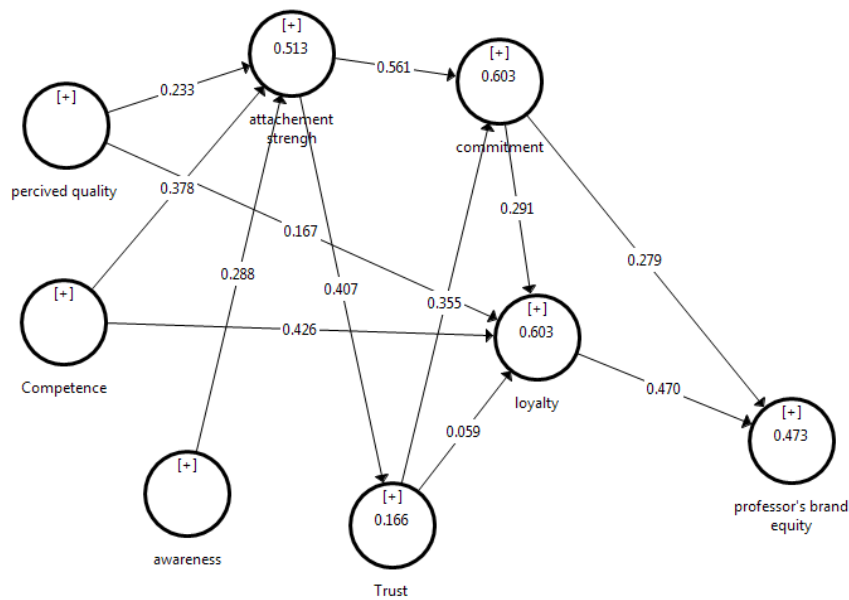 [+]
0.513
attachement
strengh
[+]
0.603
commitment
0.561
0.233
[+]
percived quality
0.378
0.167
0.291
0.279
0.288
0.407
0.355
[+]
Competence
0.426
[+]
0.603
loyalty
0.470
0.059
[+]
0.473
professor's brand
equity
[+]
awareness
[+]
0.166
Trust